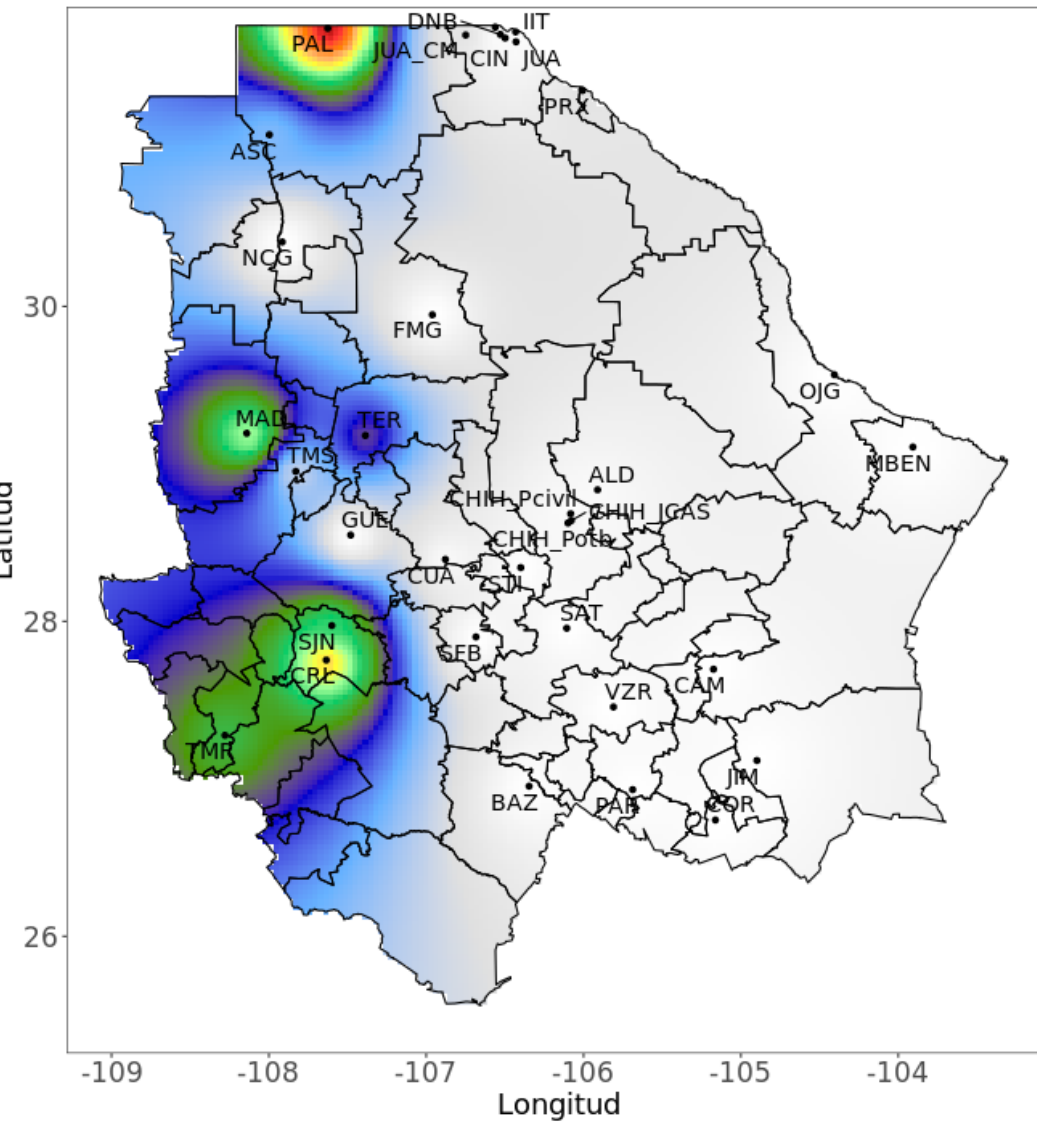 DNB IIT
PAL JUA_CM CIN JUA
PRX
ASC
NCG
30
FMG
OJG
MAD TER
TMS MBEN
ALD
CHIH_Pcivil
GUE CHIH_IGAS
CHIH_Potb
CUA STI
28
SJN SAT
SFB
CRL CAM
VZR
TMR
JIM
BAZ PAR COR
26
Latitud
-109 -108 -107 -106 -105 -104
Longitud